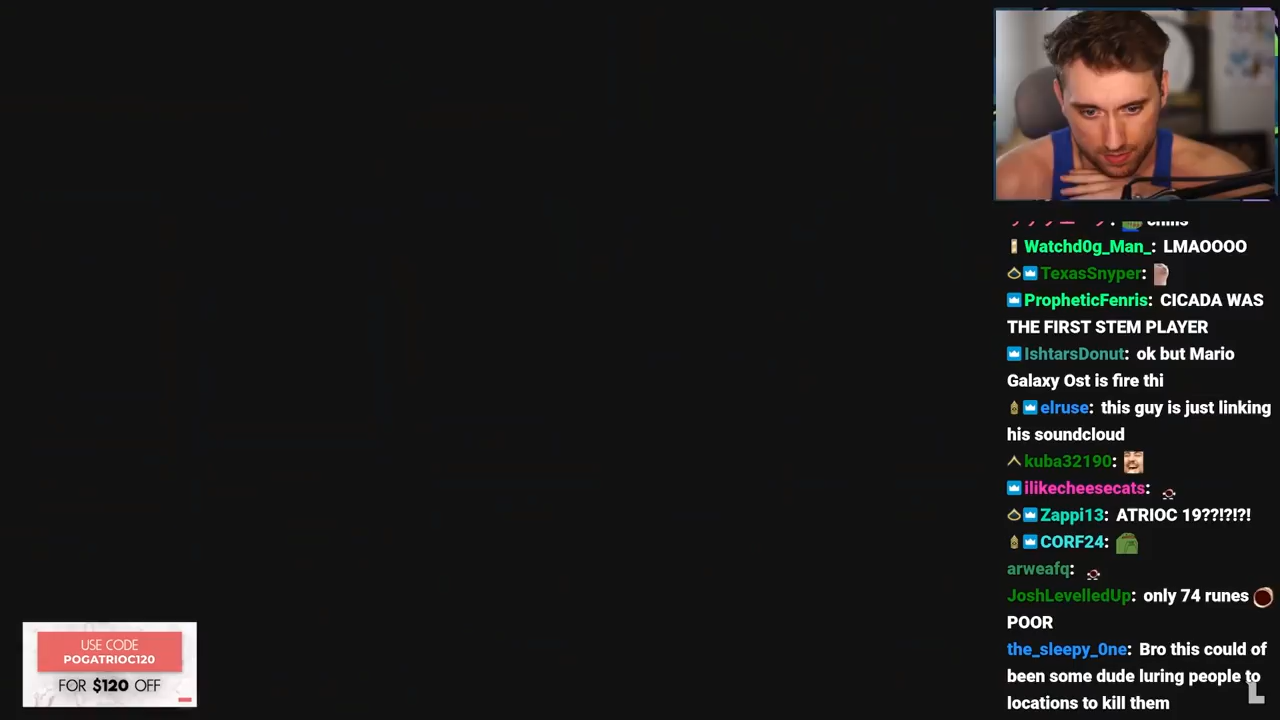 Watchd0g_Man_: LMAOOOO
TexasSnyper:
PropheticFenris: CICADA WAS
THE FIRST STEM PLAYER
IshtarsDonut: ok but Mario
Galaxy Ost is fire thi
elruse: this guy is just linking
his soundcloud
kuba32190:
ilikecheesecats:
Zappi13: ATRIOC 19??!?!?!
CORF24:
arweafq:
JoshLevelledUp: only 74 runes
POOR
the_sleepy_0ne: Bro this could of
been some dude luring people to
locations to kill them
L
USE CODE
POGATRIOC120
FOR $120 OFF